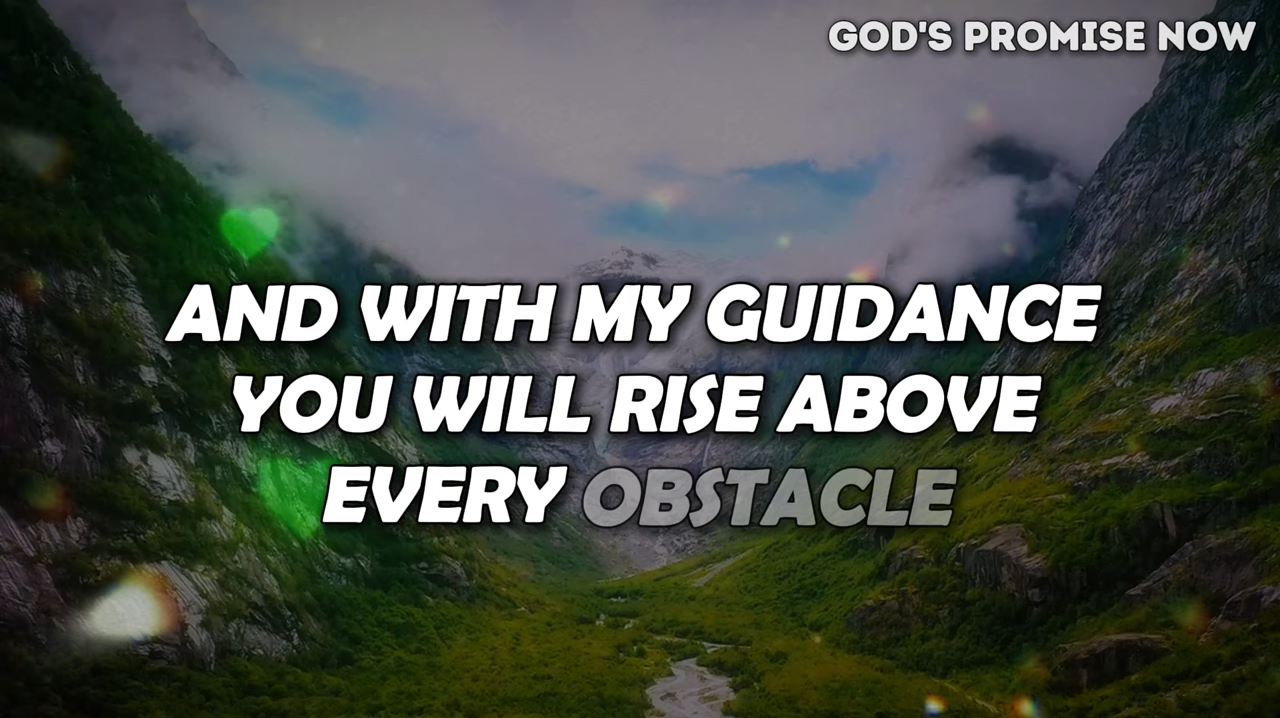 GOD'S PROMISE NOW
AND WITH MY GUIDANCE
YOU WILL RISE ABOVE
EVERY OBSTACLE